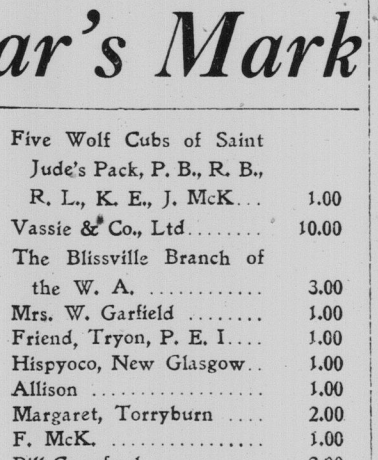 ar's Mark
Five Wolf Cubs of Saint
Jude's Pack, P. B., R. B.,
R. L., K. E., J. McK... 1.00
Vassie & Co., Ltd........ 10.00
The Blissville Branch of
the W. A. ............ 3.00
Mrs. W. Garfield ........ 1.00
Friend, Tryon, P. E. I.... 1.00
Hispyoco, New Glasgow.. 1.00
Allison ................ 1.00
Margaret, Torryburn .... 2.00
F. McK. ................ 1.00